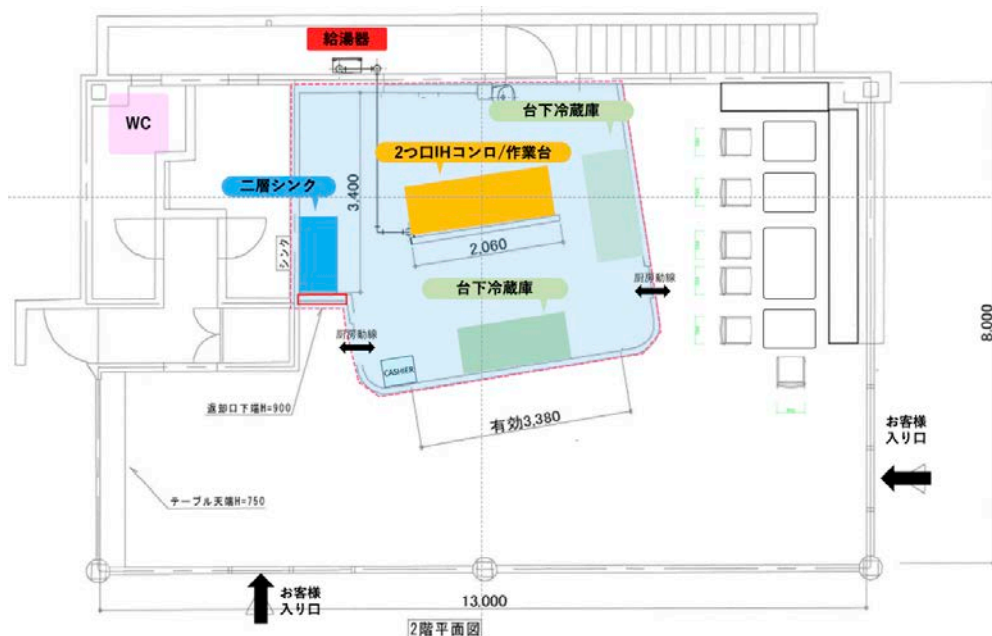 給湯器
WC
台下冷蔵庫
2つ口IHコンロ/作業台
二層シンク
3,400
シンク
2,060
台下冷蔵庫
厨房動線
厨房動線
8,000
CASHIER
返却口下端H=900
有効3,380
お客様
入り口
テーブル天端H=750
お客様
入り口
13,000
2階平面図